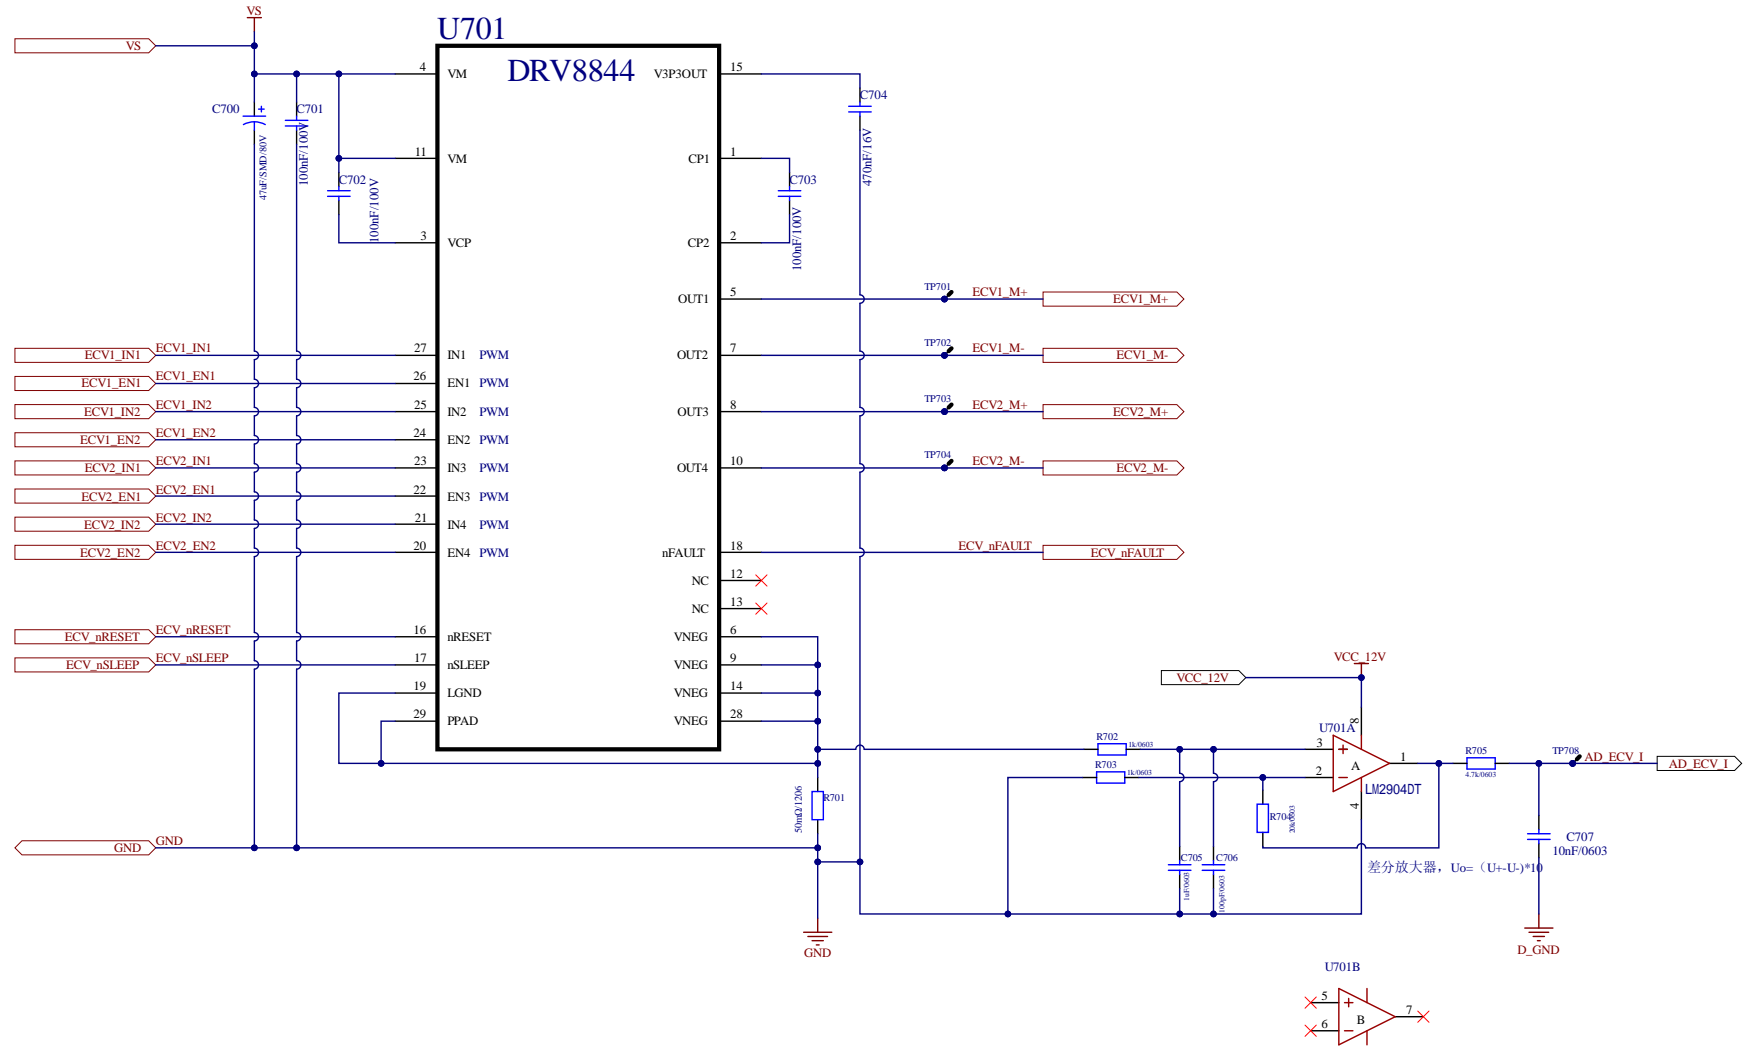 VS
U701
VS
DRV8844
4
VM
V3P3OUT
15
C700
+
C701
C704
47uF/SMD/80V
100nF/100V
470nF/16V
11
VM
CP1
1
C702
100nF/100V
C703
100nF/100V
3
VCP
CP2
2
OUT1
5
TP701
ECV1_M+
ECV1_M+
ECV1_IN1
ECV1_IN1
27
IN1 PWM
OUT2
7
TP702
ECV1_M-
ECV1_M-
ECV1_EN1
ECV1_EN1
26
EN1 PWM
ECV1_IN2
ECV1_IN2
25
IN2 PWM
OUT3
8
TP703
ECV2_M+
ECV2_M+
ECV1_EN2
ECV1_EN2
24
EN2 PWM
ECV2_IN1
ECV2_IN1
23
IN3 PWM
OUT4
10
TP704
ECV2_M-
ECV2_M-
ECV2_EN1
ECV2_EN1
22
EN3 PWM
ECV2_IN2
ECV2_IN2
21
IN4 PWM
ECV2_EN2
ECV2_EN2
20
EN4 PWM
nFAULT
18
ECV_nFAULT
ECV_nFAULT
NC
12
NC
13
ECV_nRESET
ECV_nRESET
16
nRESET
VNEG
6
ECV_nSLEEP
ECV_nSLEEP
17
nSLEEP
VNEG
9
19
LGND
VNEG
14
29
PPAD
VNEG
28
VCC_12V
VCC_12V
U701A
8
R702
1k/0603
3
+
A
1
R703
1k/0603
2
−
4
LM2904DT
R705
4.7k/0603
TP708
AD_ECV_I
AD_ECV_I
50mΩ/1206
R701
R704
20k/0603
GND
GND
C705
1uF/0603
C706
100pF/0603
C707
10nF/0603
差分放大器，Uo=（U+-U-)*10
GND
D_GND
U701B
5
+
B
7
6
−